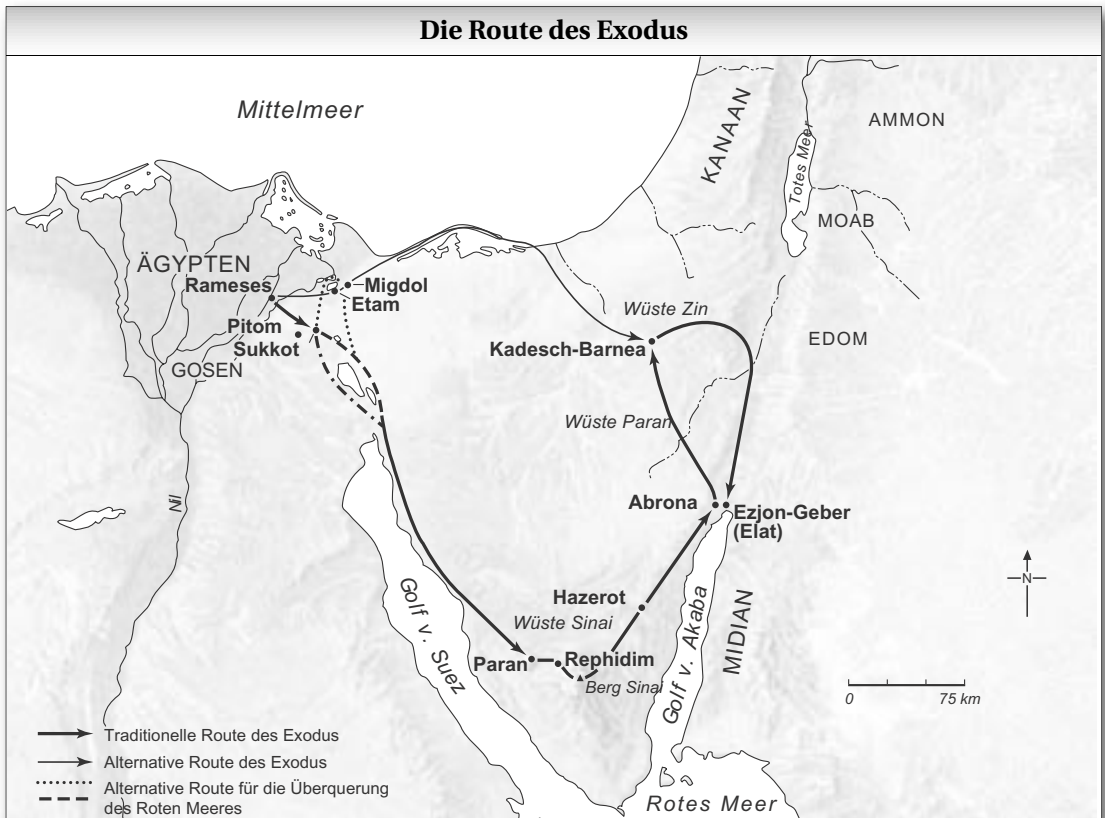 Die Route des Exodus
Mittelmeer
KANAAN
AMMON
Totes Meer
MOAB
ÄGYPTEN
Rameses
Migdol
Etam
Wüste Zin
Pitom
Sukkot
Kadesch-Barnea
EDOM
GOSEN
Wüste Paran
Nil
Abrona
Ezjon-Geber
(Elat)
N
Golf v. Suez
Hazerot
Wüste Sinai
Golf v. Akaba
MIDIAN
Paran
Rephidim
Berg Sinai
0 75 km
Traditionelle Route des Exodus
Alternative Route des Exodus
Alternative Route für die Überquerung
des Roten Meeres
Rotes Meer